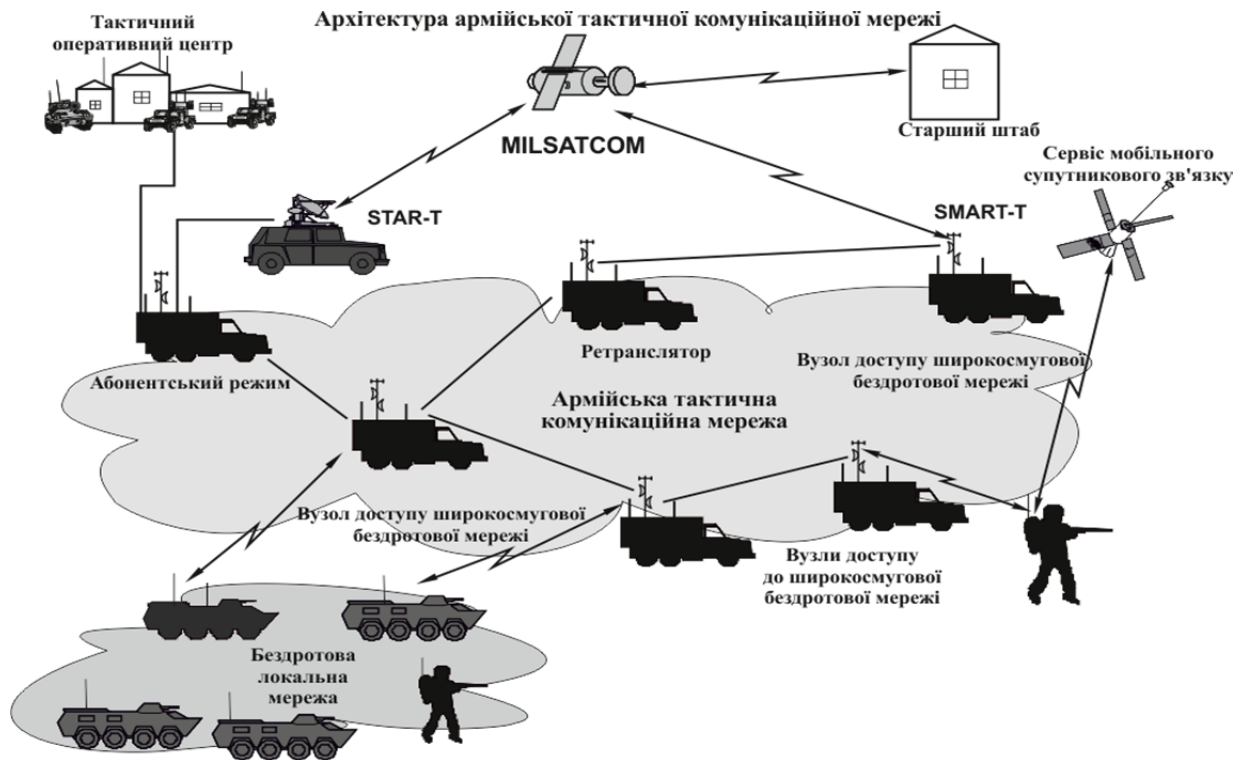 Архітектура армійської тактичної комунікаційної мережі
Тактичний
оперативний центр
MILSATCOM
Старший штаб
Сервіс мобільного
супутникового зв'язку
STAR-T
SMART-T
Абонентський режим
Ретранслятор
Вузол доступу широкосмугової
бездротової мережі
Армійська тактична
комунікаційна мережа
Вузол доступу широкосмугової
бездротової мережі
Вузли доступу
до широкосмугової
бездротової мережі
Бездротова
локальна
мережа